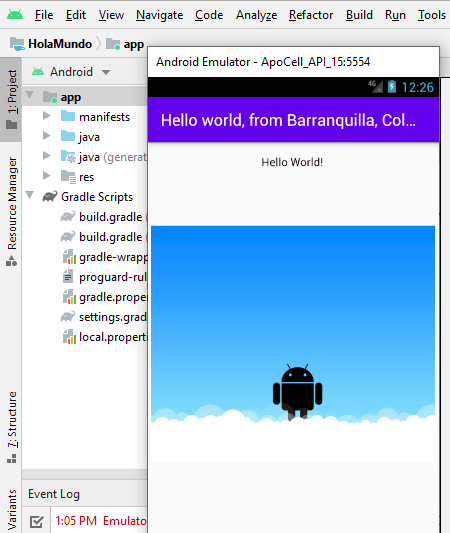 File Edit View Navigate Code Analyze Refactor Build Run Tools
HolaMundo app
Android Emulator - ApoCell_API_15:5554
1: Project
Android
4G 12:26
app
Hello world, from Barranquilla, Col...
manifests
java
Hello World!
java (generat
res
Resource Manager
Gradle Scripts
build.gradle (
build.gradle (
gradle-wrapp
proguard-rul
gradle.prope
settings.grad
local.properti
7: Structure
Event Log
Variants
1:05 PM Emulato